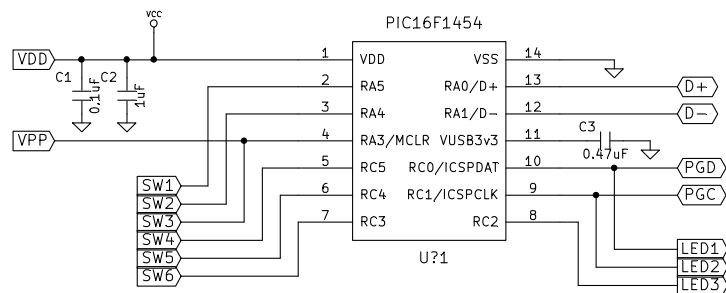 vcc
PIC16F1454
VDD 1 VDD VSS 14
C1 0.1uF C2 1uF
2 RA5 RA0/D+ 13 D+
3 RA4 RA1/D- 12 D-
VPP 4 RA3/MCLR VUSB3v3 11 C3 0.47uF
5 RC5 RC0/ICSPDAT 10 PGD
SW1
6 RC4 RC1/ICSPCLK 9 PGC
SW2
7 RC3 RC2 8
SW3
SW4
SW5
SW6
U?1
LED1
LED2
LED3